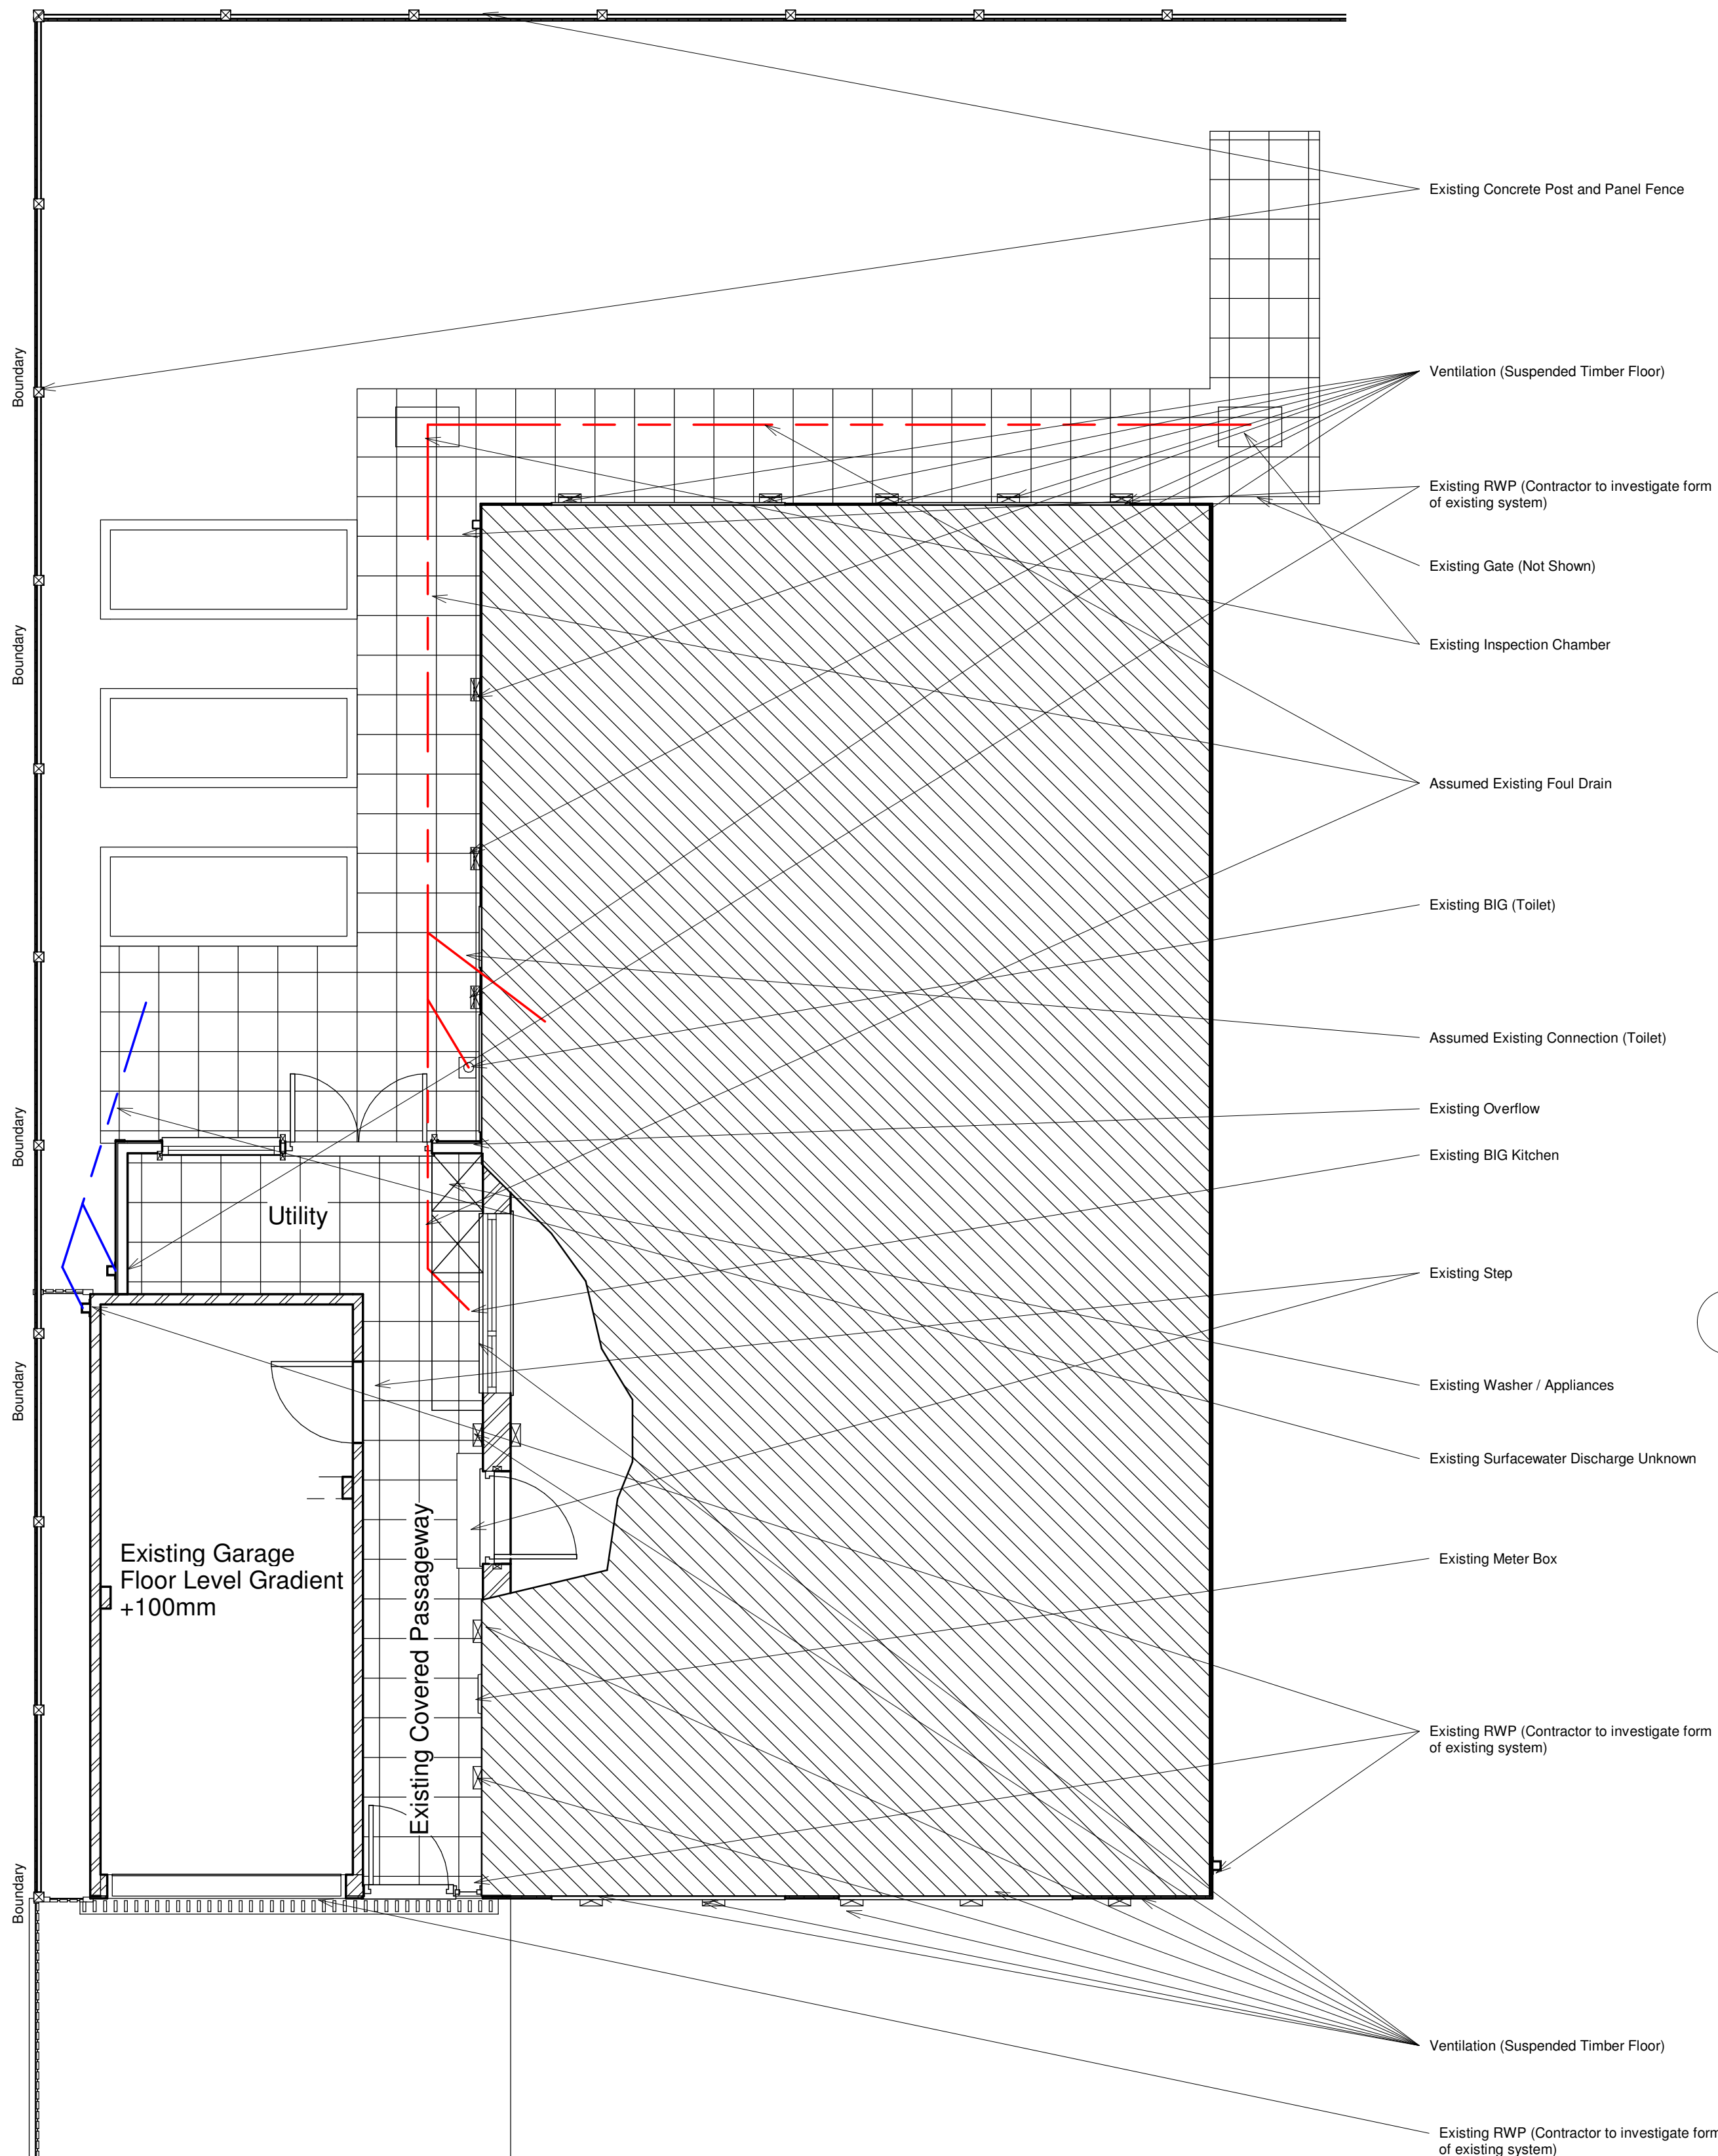 Existing Concrete Post and Panel Fence
Boundary
Ventilation (Suspended Timber Floor)
Existing RWP (Contractor to investigate form
of existing system)
Existing Gate (Not Shown)
Boundary
Existing Inspection Chamber
Assumed Existing Foul Drain
Existing BIG (Toilet)
Assumed Existing Connection (Toilet)
Boundary
Existing Overflow
Existing BIG Kitchen
Utility
Existing Step
Boundary
Existing Washer / Appliances
Existing Surfacewater Discharge Unknown
Existing Garage
Floor Level Gradient
+100mm
Existing Covered Passageway
Existing Meter Box
Existing RWP (Contractor to investigate form
of existing system)
Boundary
Ventilation (Suspended Timber Floor)
Existing RWP (Contractor to investigate form
of existing system)